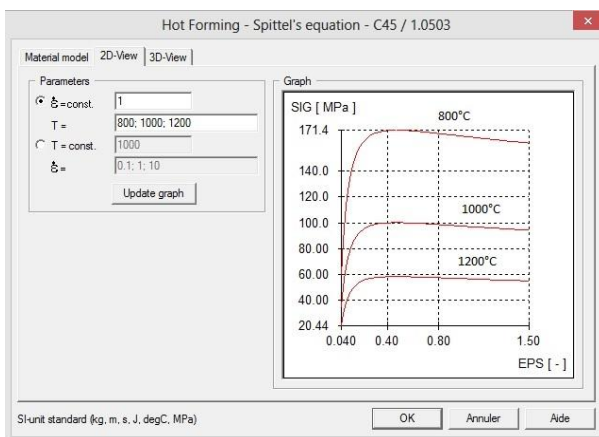 Hot Forming - Spittel's equation - C45 / 1.0503
Material model 2D-View 3D-View
Parameters
ε̇ =const. 1
T = 800; 1000; 1200
T = const. 1000
ε̇ = 0.1; 1; 10
Update graph
Graph
SIG [ MPa ]
171.4
140.0
120.0
100.0
80.00
60.00
40.00
20.44
800°C
1000°C
1200°C
0.040 0.40 0.80 1.50
EPS [ - ]
SI-unit standard (kg, m, s, J, degC, MPa)
OK Annuler Aide